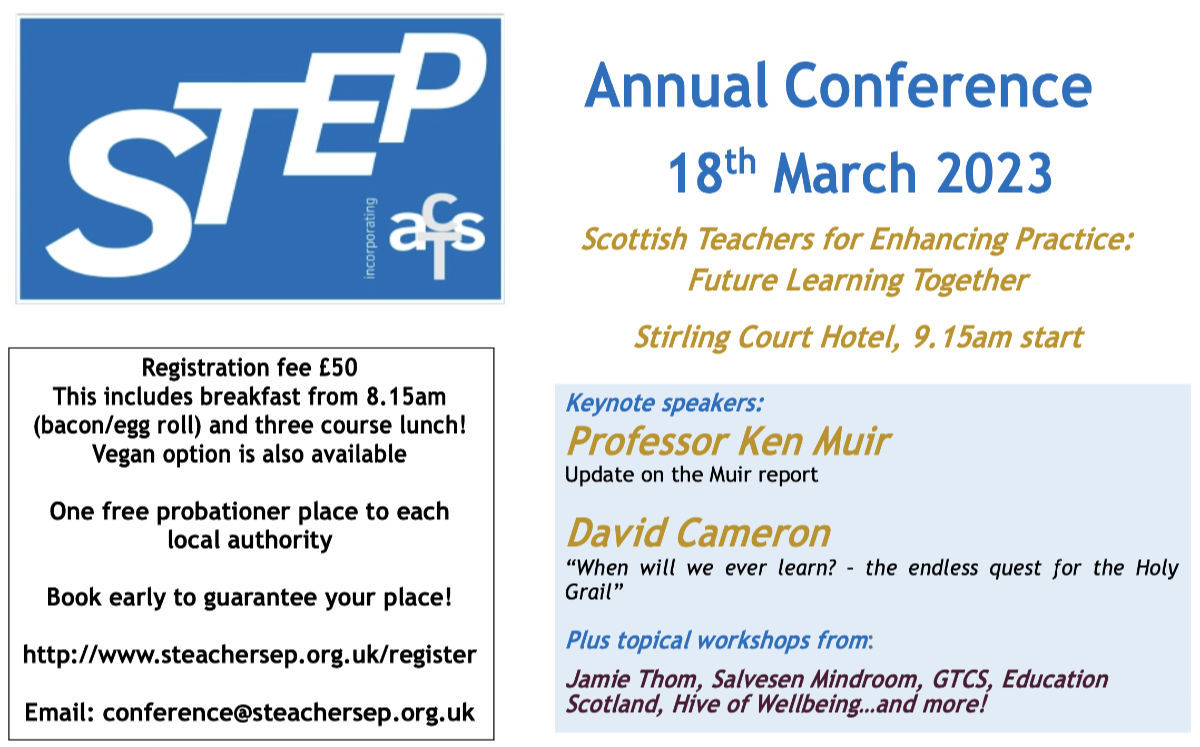 STEP
incorporating
acts
Annual Conference
18th March 2023
Scottish Teachers for Enhancing Practice:
Future Learning Together
Stirling Court Hotel, 9.15am start
Registration fee £50
This includes breakfast from 8.15am
(bacon/egg roll) and three course lunch!
Vegan option is also available
One free probationer place to each
local authority
Book early to guarantee your place!
http://www.steachersep.org.uk/register
Email: conference@steachersep.org.uk
Keynote speakers:
Professor Ken Muir
Update on the Muir report
David Cameron
“When will we ever learn? – the endless quest for the Holy
Grail”
Plus topical workshops from:
Jamie Thom, Salvesen Mindroom, GTCS, Education
Scotland, Hive of Wellbeing…and more!